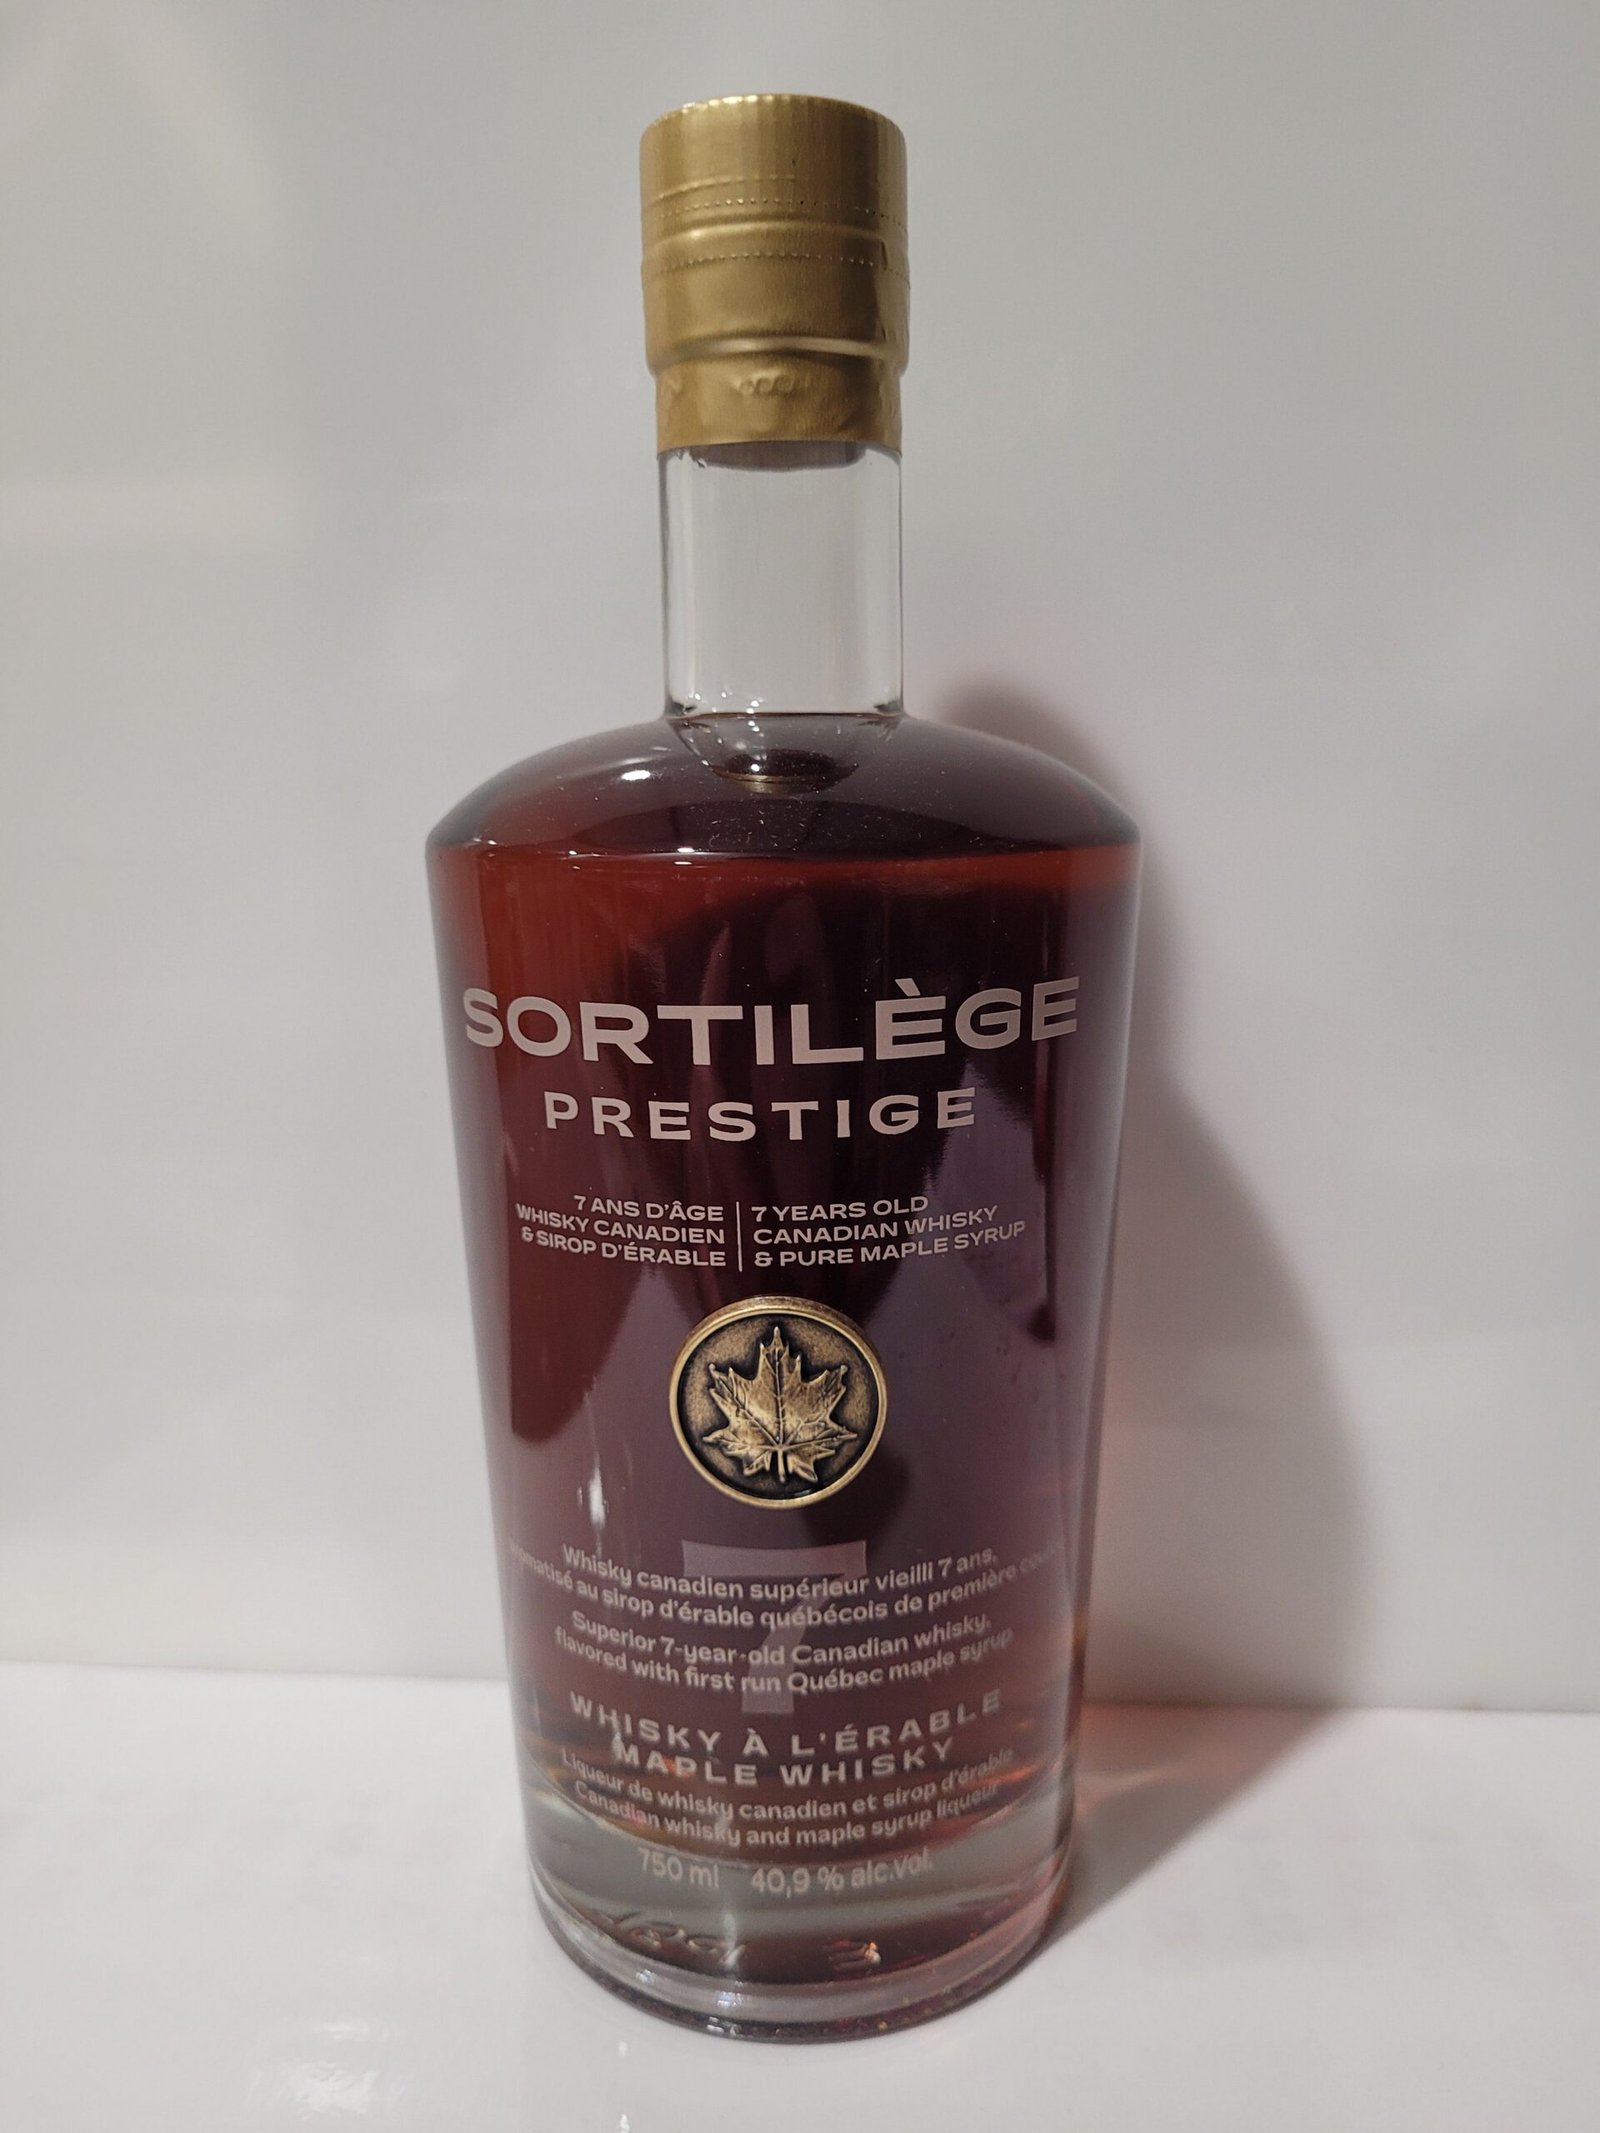 SORTILÈGE
PRESTIGE
7 ANS D'ÂGE
WHISKY CANADIEN
& SIROP D'ÉRABLE
7 YEARS OLD
CANADIAN WHISKY
& PURE MAPLE SYRUP
7
Whisky canadien supérieur vieilli 7 ans,
aromatisé au sirop d'érable québécois de première
Superior 7-year-old Canadian whisky,
flavored with first run Québec maple syrup
WHISKY À L'ÉRABLE
MAPLE WHISKY
Liqueur de whisky canadien et sirop d'érable
Canadian whisky and maple syrup liqueur
750 ml 40,9 % alc.vol.